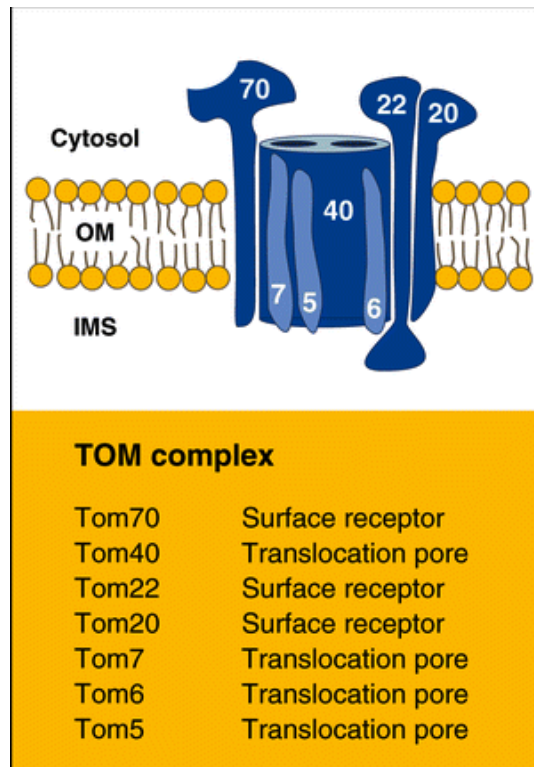 70
22
20
Cytosol
40
OM
7
5
6
IMS
TOM complex
Tom70 Surface receptor
Tom40 Translocation pore
Tom22 Surface receptor
Tom20 Surface receptor
Tom7 Translocation pore
Tom6 Translocation pore
Tom5 Translocation pore